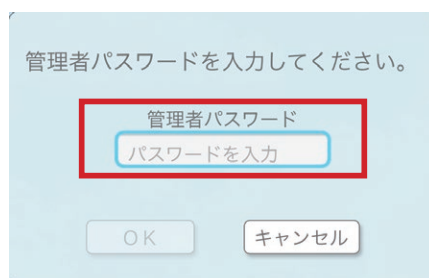 管理者パスワードを入力してください。
管理者パスワード
パスワードを入力
OK
キャンセル